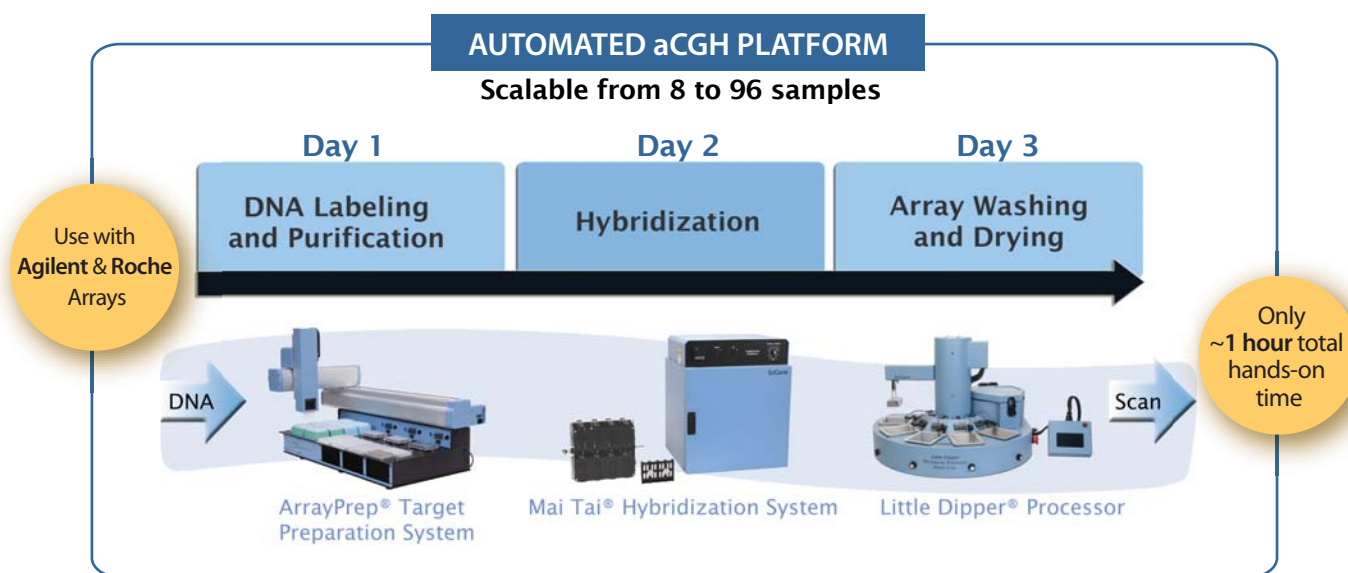 AUTOMATED aCGH PLATFORM
Scalable from 8 to 96 samples
Day 1
Day 2
Day 3
DNA Labeling
and Purification
Hybridization
Array Washing
and Drying
Use with
Agilent & Roche
Arrays
Only
~1 hour total
hands-on
time
DNA
SciGene
Scan
ArrayPrep® Target
Preparation System
Mai Tai® Hybridization System
Little Dipper® Processor